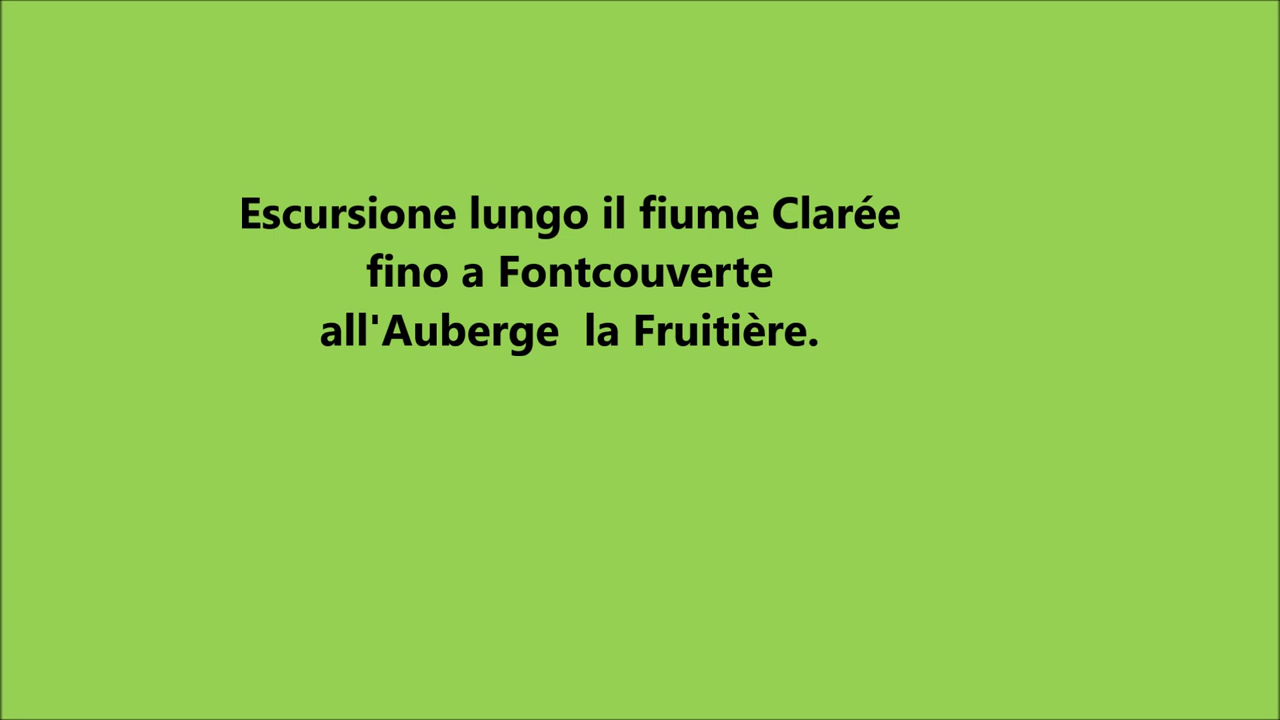 Escursione lungo il fiume Clarée
fino a Fontcouverte
all'Auberge  la Fruitière.